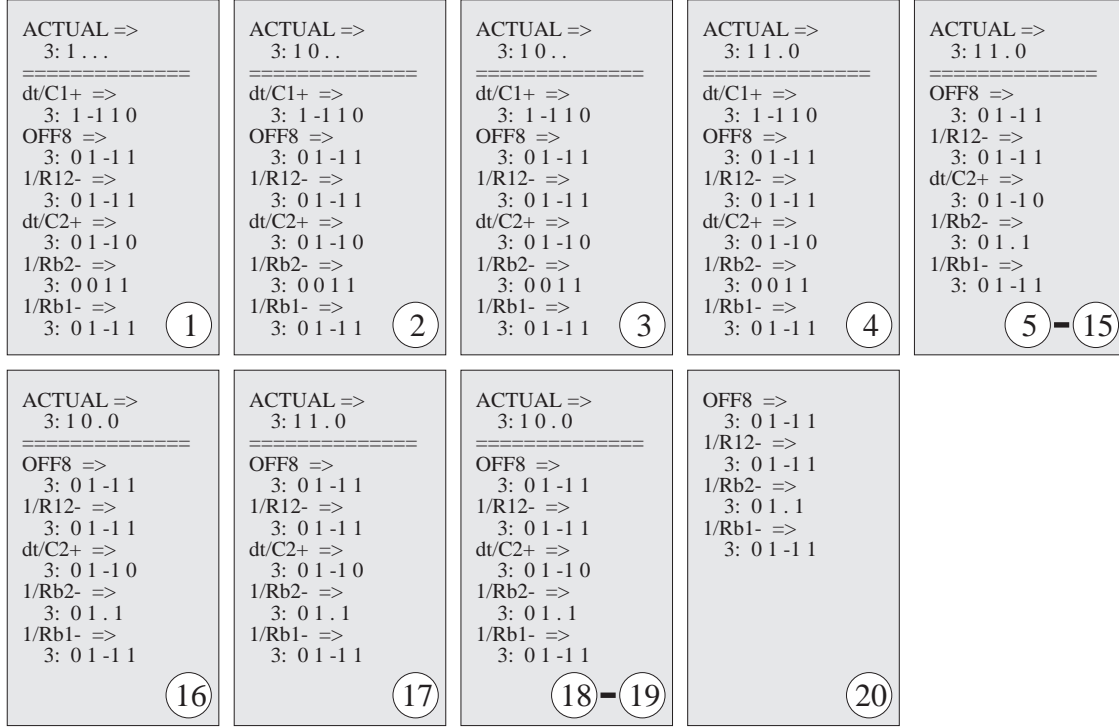 ACTUAL =>
3: 1 . . .
==============
dt/C1+ =>
3: 1 -1 1 0
OFF8 =>
3: 0 1 -1 1
1/R12- =>
3: 0 1 -1 1
dt/C2+ =>
3: 0 1 -1 0
1/Rb2- =>
3: 0 0 1 1
1/Rb1- =>
3: 0 1 -1 1
1
ACTUAL =>
3: 1 0 . .
==============
dt/C1+ =>
3: 1 -1 1 0
OFF8 =>
3: 0 1 -1 1
1/R12- =>
3: 0 1 -1 1
dt/C2+ =>
3: 0 1 -1 0
1/Rb2- =>
3: 0 0 1 1
1/Rb1- =>
3: 0 1 -1 1
2
ACTUAL =>
3: 1 0 . .
==============
dt/C1+ =>
3: 1 -1 1 0
OFF8 =>
3: 0 1 -1 1
1/R12- =>
3: 0 1 -1 1
dt/C2+ =>
3: 0 1 -1 0
1/Rb2- =>
3: 0 0 1 1
1/Rb1- =>
3: 0 1 -1 1
3
ACTUAL =>
3: 1 1 . 0
==============
dt/C1+ =>
3: 1 -1 1 0
OFF8 =>
3: 0 1 -1 1
1/R12- =>
3: 0 1 -1 1
dt/C2+ =>
3: 0 1 -1 0
1/Rb2- =>
3: 0 0 1 1
1/Rb1- =>
3: 0 1 -1 1
4
ACTUAL =>
3: 1 1 . 0
==============
OFF8 =>
3: 0 1 -1 1
1/R12- =>
3: 0 1 -1 1
dt/C2+ =>
3: 0 1 -1 0
1/Rb2- =>
3: 0 1 . 1
1/Rb1- =>
3: 0 1 -1 1
5 - 15
ACTUAL =>
3: 1 0 . 0
==============
OFF8 =>
3: 0 1 -1 1
1/R12- =>
3: 0 1 -1 1
dt/C2+ =>
3: 0 1 -1 0
1/Rb2- =>
3: 0 1 . 1
1/Rb1- =>
3: 0 1 -1 1
16
ACTUAL =>
3: 1 1 . 0
==============
OFF8 =>
3: 0 1 -1 1
1/R12- =>
3: 0 1 -1 1
dt/C2+ =>
3: 0 1 -1 0
1/Rb2- =>
3: 0 1 . 1
1/Rb1- =>
3: 0 1 -1 1
17
ACTUAL =>
3: 1 0 . 0
==============
OFF8 =>
3: 0 1 -1 1
1/R12- =>
3: 0 1 -1 1
dt/C2+ =>
3: 0 1 -1 0
1/Rb2- =>
3: 0 1 . 1
1/Rb1- =>
3: 0 1 -1 1
18 - 19
OFF8 =>
3: 0 1 -1 1
1/R12- =>
3: 0 1 -1 1
1/Rb2- =>
3: 0 1 . 1
1/Rb1- =>
3: 0 1 -1 1
20